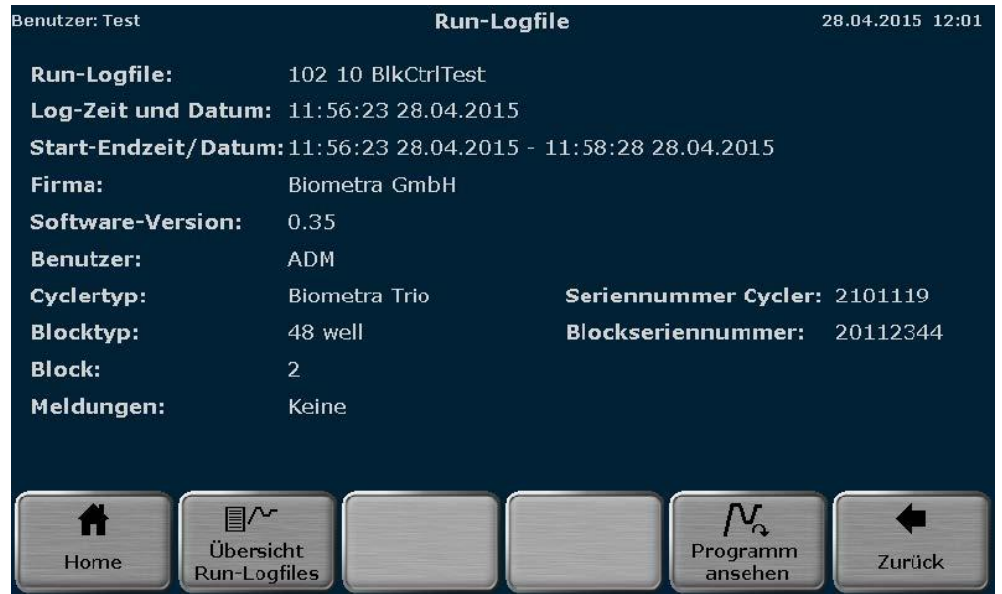 Benutzer: Test Run-Logfile 28.04.2015 12:01
Run-Logfile: 102 10 BlkCtrlTest
Log-Zeit und Datum: 11:56:23 28.04.2015
Start-Endzeit/Datum: 11:56:23 28.04.2015 - 11:58:28 28.04.2015
Firma: Biometra GmbH
Software-Version: 0.35
Benutzer: ADM
Cyclertyp: Biometra Trio Seriennummer Cycler: 2101119
Blocktyp: 48 well Blockseriennummer: 20112344
Block: 2
Meldungen: Keine
Home
Übersicht
Run-Logfiles
Programm
ansehen
Zurück